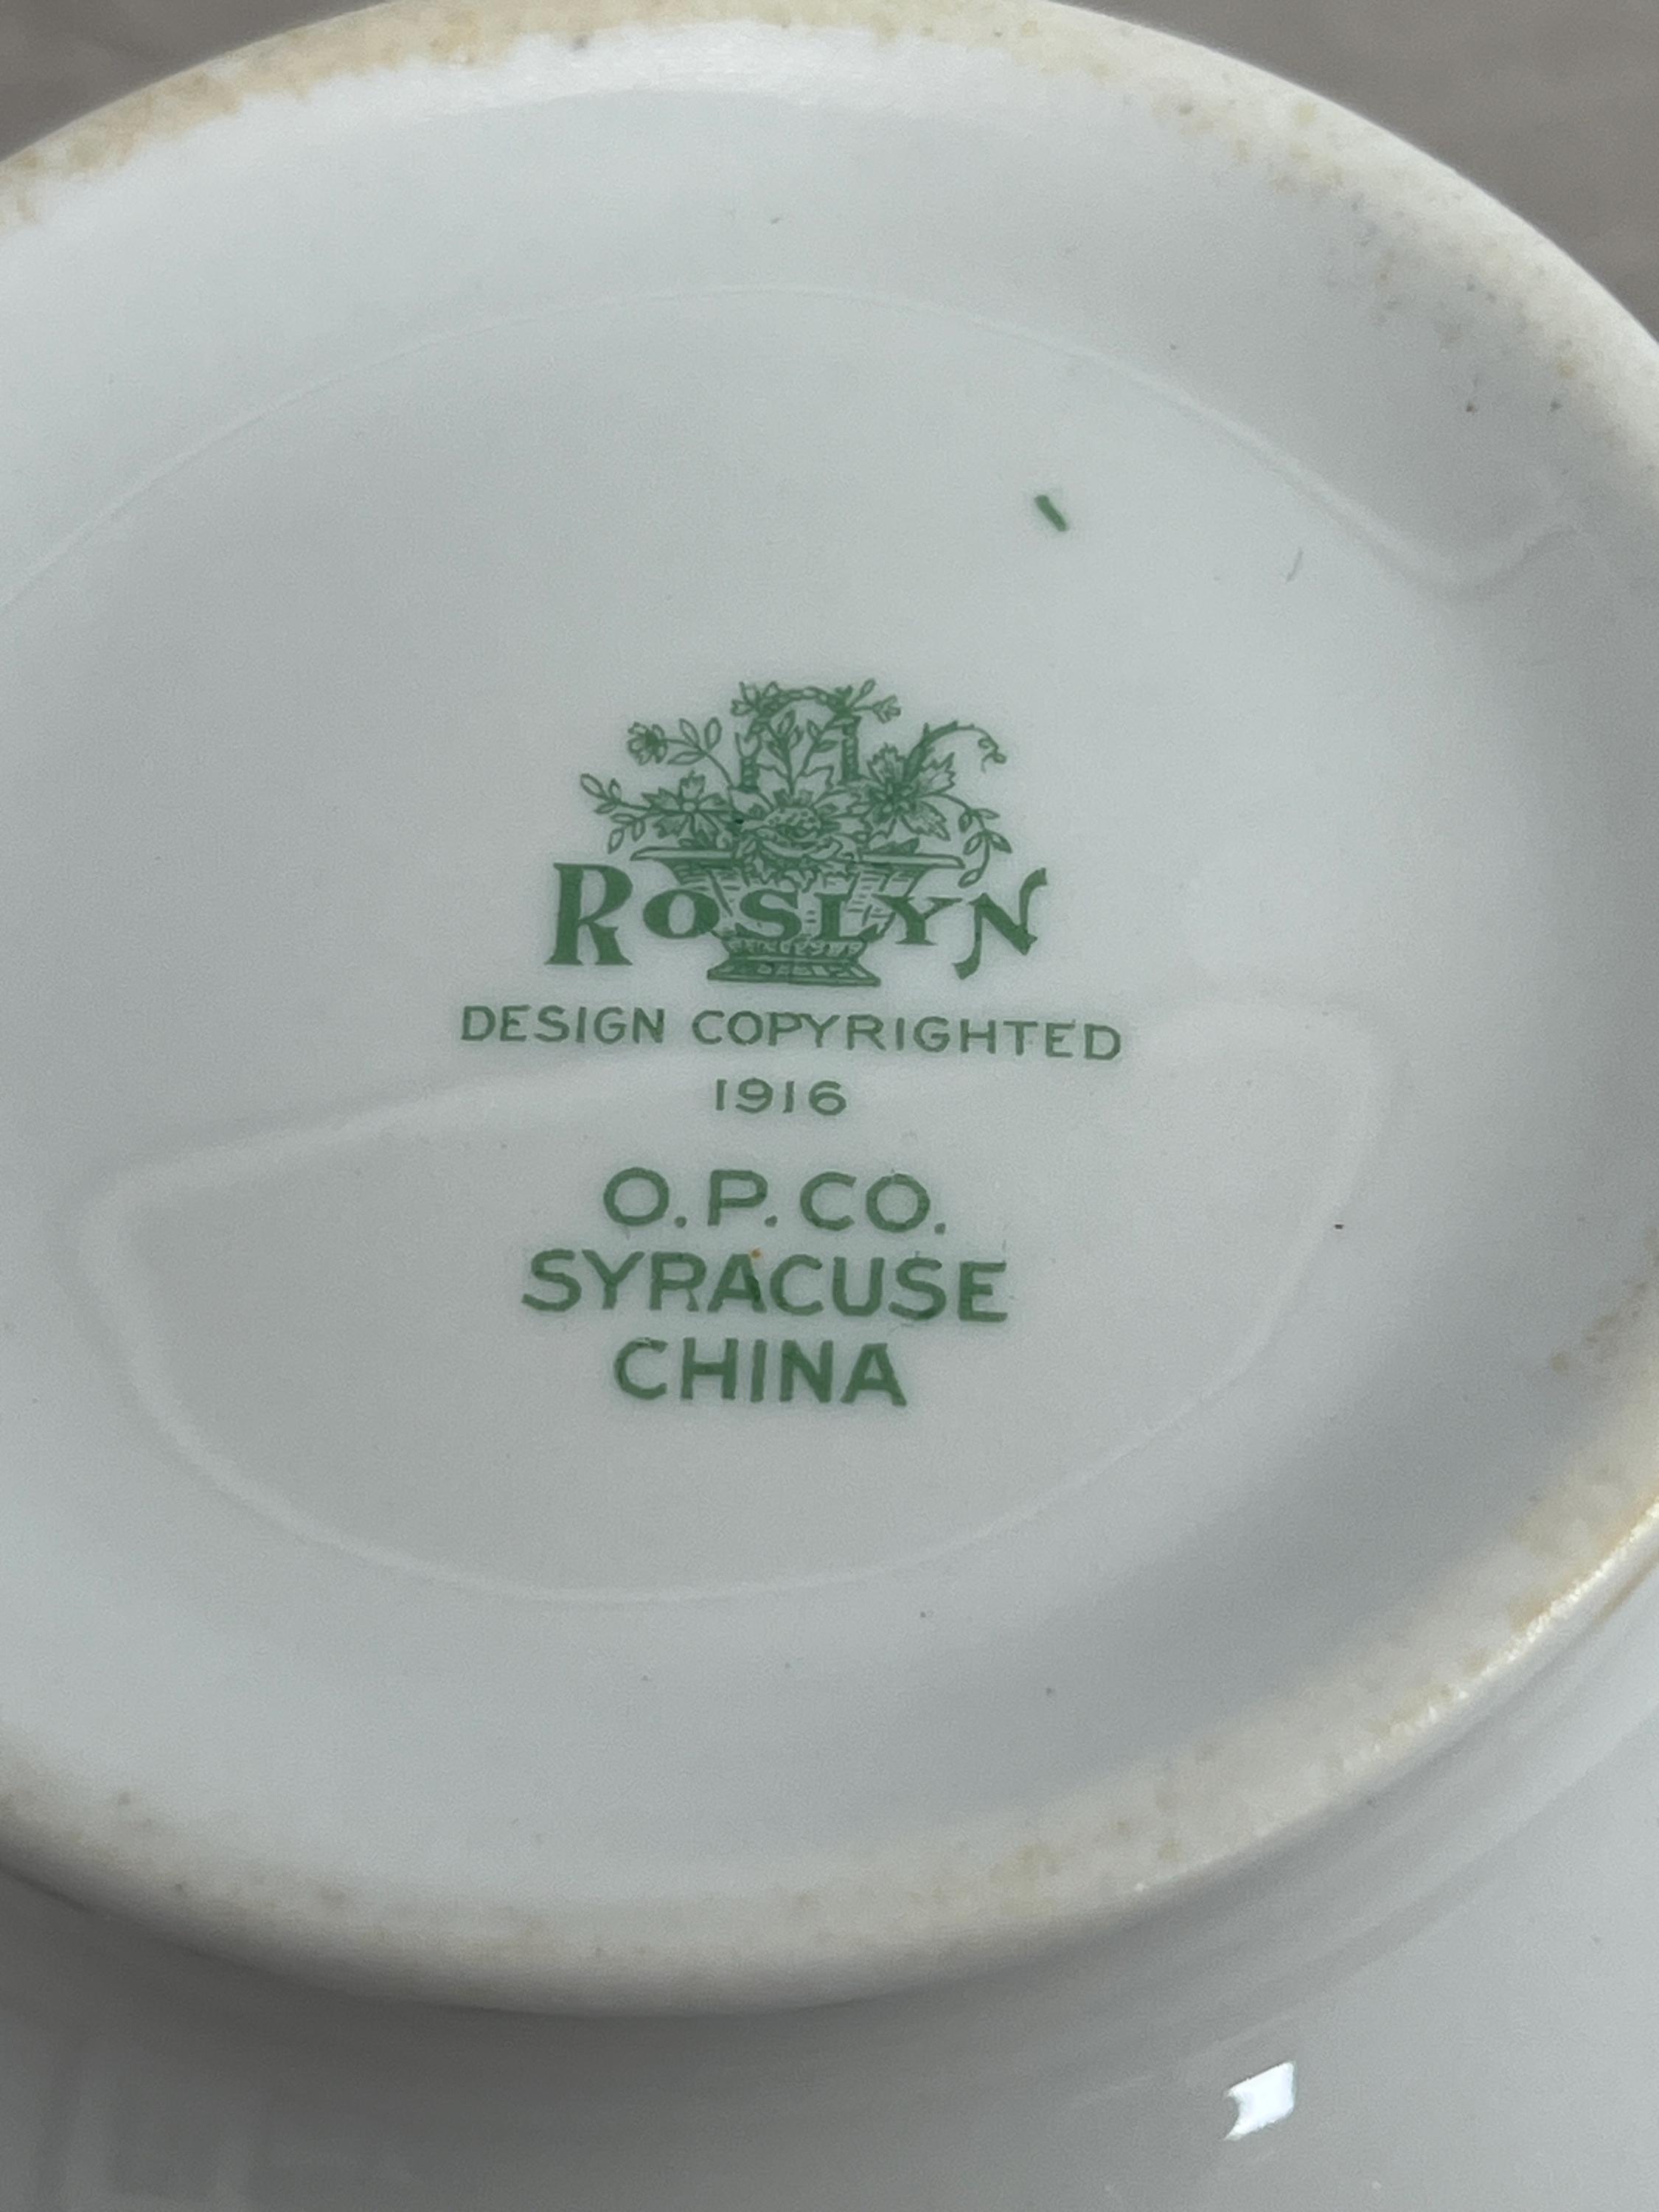 ROSLYN
DESIGN COPYRIGHTED
1916
O.P.CO.
SYRACUSE
CHINA